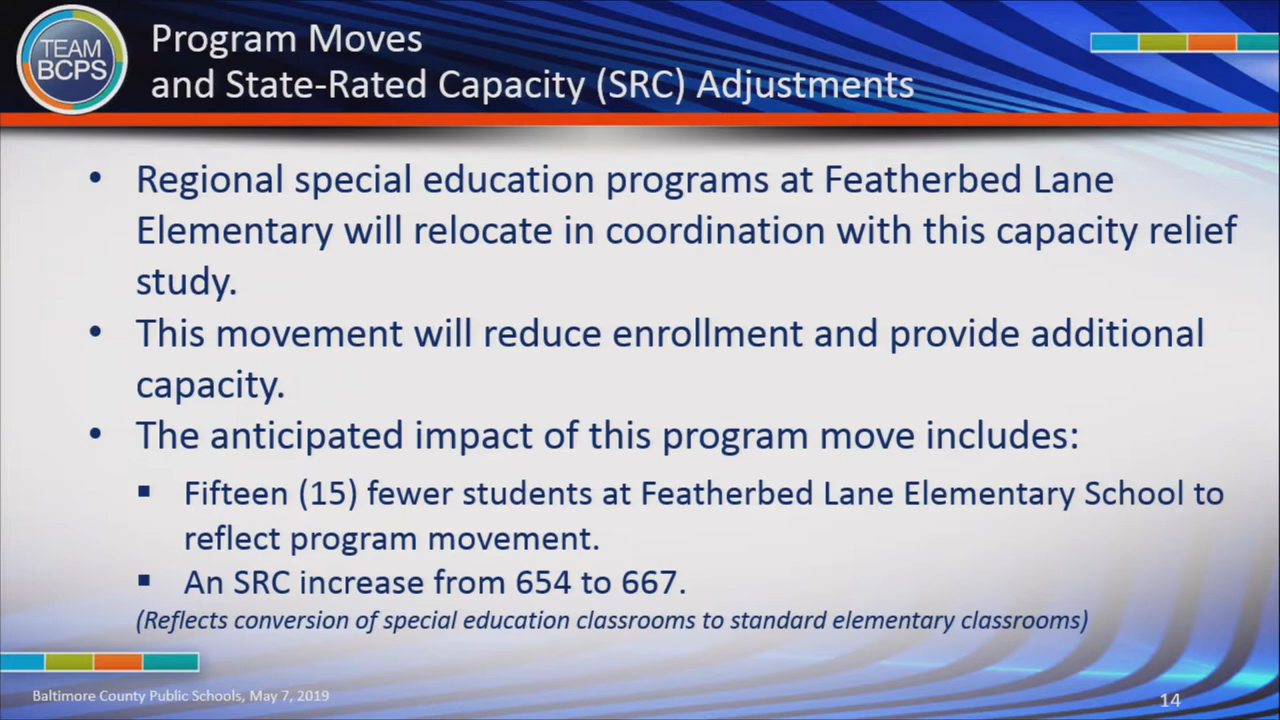 TEAM
BCPS
Program Moves
and State-Rated Capacity (SRC) Adjustments
• Regional special education programs at Featherbed Lane
Elementary will relocate in coordination with this capacity relief
study.
• This movement will reduce enrollment and provide additional
capacity.
• The anticipated impact of this program move includes:
▪ Fifteen (15) fewer students at Featherbed Lane Elementary School to
reflect program movement.
▪ An SRC increase from 654 to 667.
(Reflects conversion of special education classrooms to standard elementary classrooms)
Baltimore County Public Schools, May 7, 2019
14